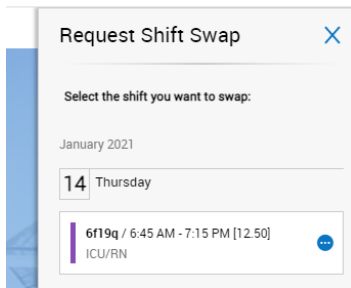 Request Shift Swap
Select the shift you want to swap:
January 2021
14 Thursday
6f19q / 6:45 AM - 7:15 PM [12.50]
ICU/RN